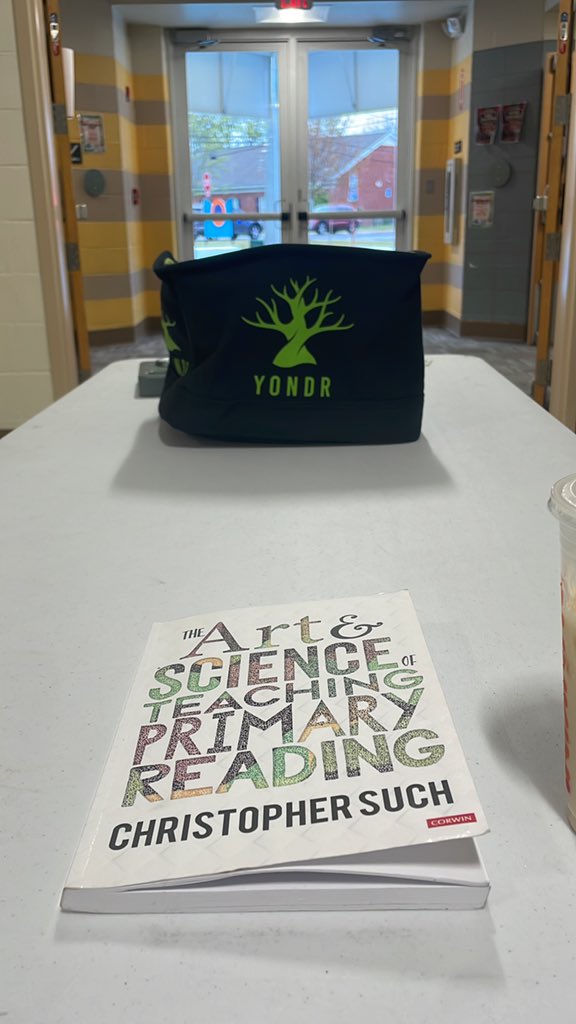 YONDR
THE Art &
SCIENCE OF
TEACHING
PRIMARY
READING
CHRISTOPHER SUCH
CORWIN